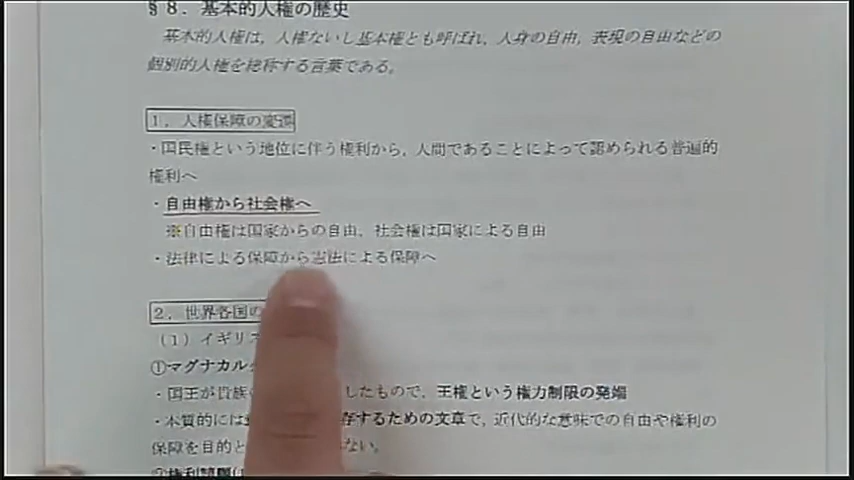 §8．基本的人権の歴史
基本的人権は，人権ないし基本権とも呼ばれ，人身の自由，表現の自由などの
個別的人権を総称する言葉である。
1．人権保障の変遷
・国民権という地位に伴う権利から，人間であることによって認められる普遍的
権利へ
・自由権から社会権へ
※自由権は国家からの自由，社会権は国家による自由
・法律による保障から憲法による保障へ
2．世界各国の
（1）イギリス
①マグナカル
・国王が貴族 したもので，王権という権力制限の発端
・本質的には 存するための文章で，近代的な意味での自由や権利の
保障を目的と ない。
②権利請願